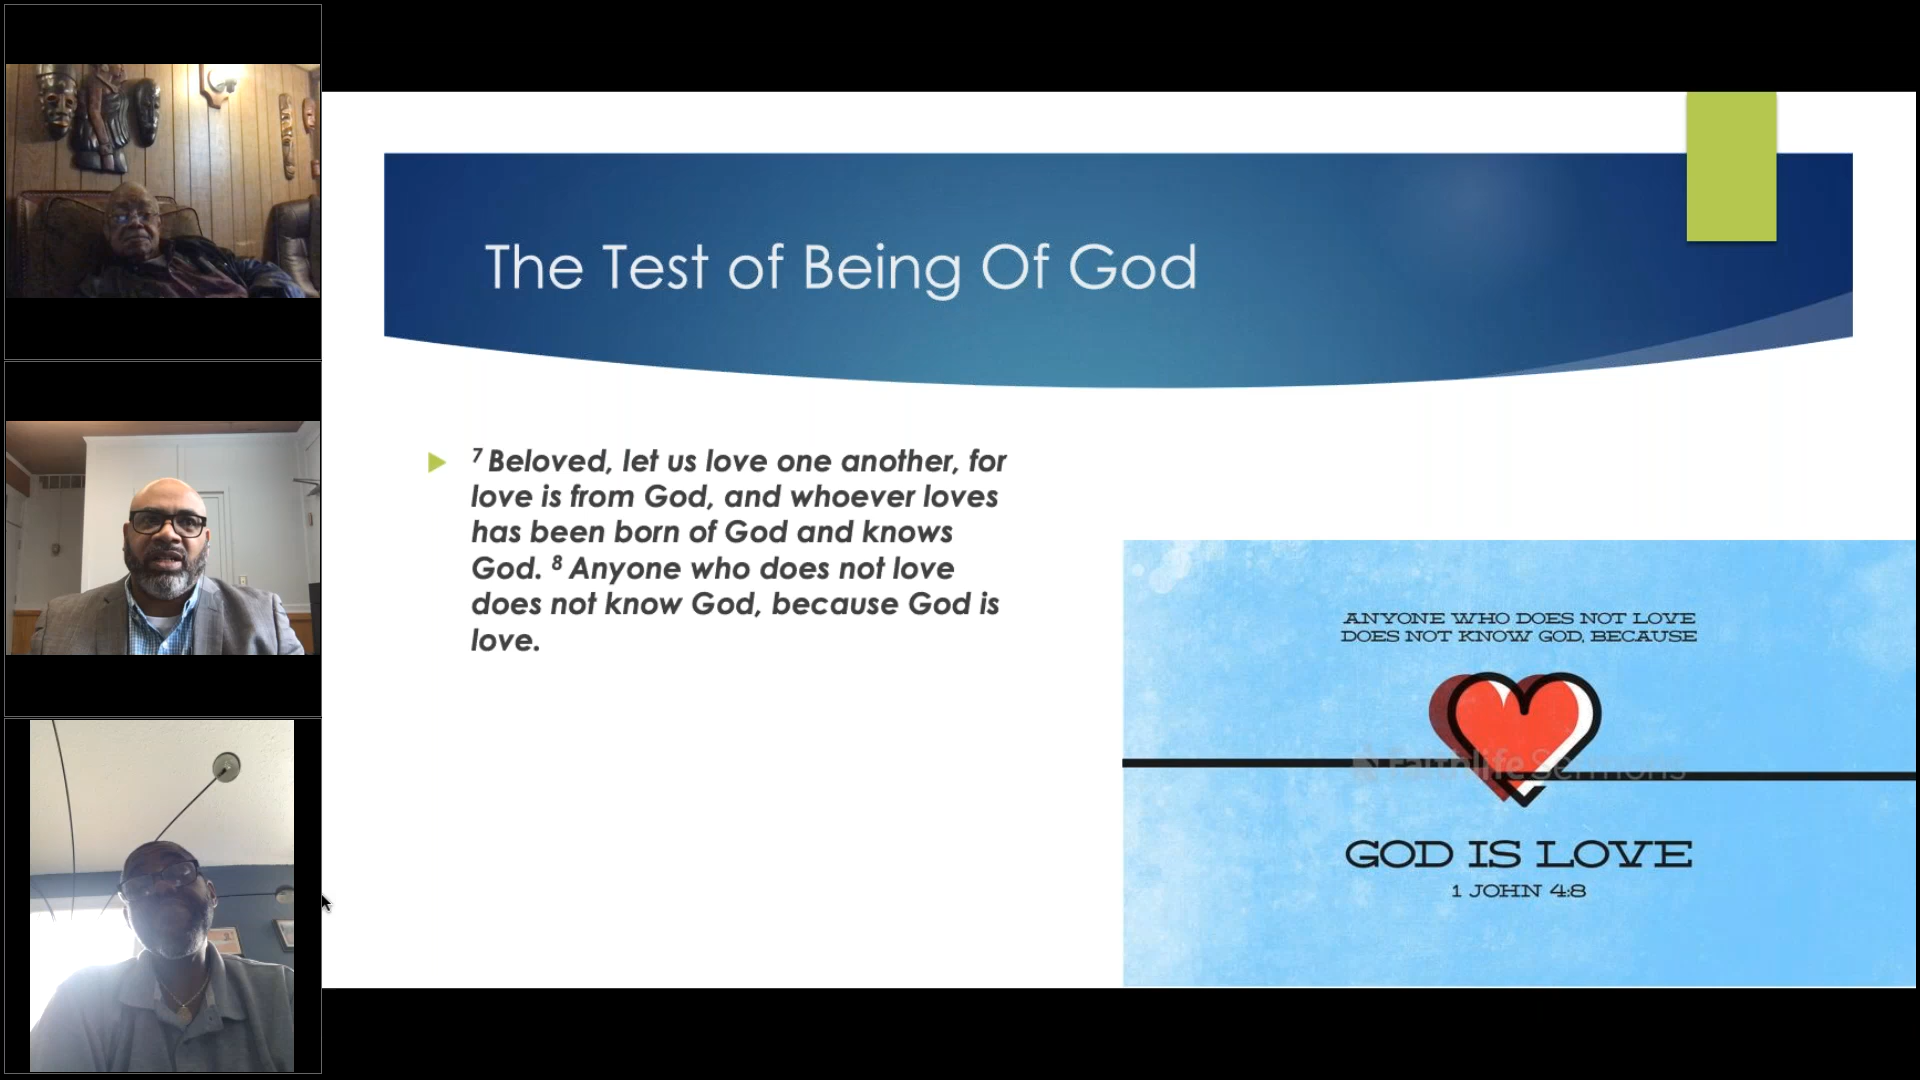 The Test of Being Of God
7 Beloved, let us love one another, for
love is from God, and whoever loves
has been born of God and knows
God. 8 Anyone who does not love
does not know God, because God is
love.
ANYONE WHO DOES NOT LOVE
DOES NOT KNOW GOD, BECAUSE
Faithlife Sermons
GOD IS LOVE
1 JOHN 4:8